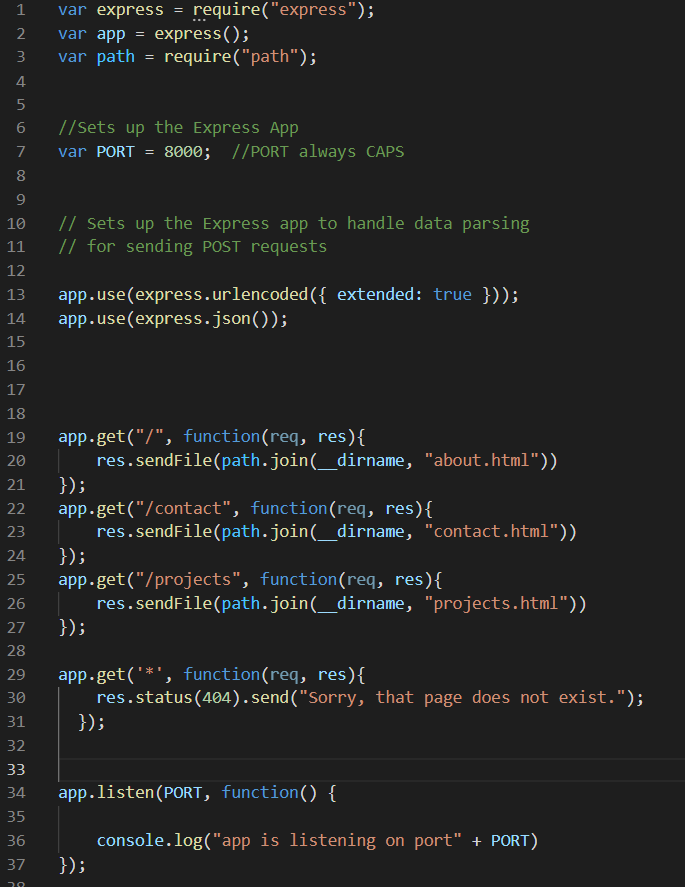 1 var express = require("express");
2 var app = express();
3 var path = require("path");
4
5
6 //Sets up the Express App
7 var PORT = 8000;  //PORT always CAPS
8
9
10 // Sets up the Express app to handle data parsing
11 // for sending POST requests
12
13 app.use(express.urlencoded({ extended: true }));
14 app.use(express.json());
15
16
17
18
19 app.get("/", function(req, res){
20     res.sendFile(path.join(__dirname, "about.html"))
21 });
22 app.get("/contact", function(req, res){
23     res.sendFile(path.join(__dirname, "contact.html"))
24 });
25 app.get("/projects", function(req, res){
26     res.sendFile(path.join(__dirname, "projects.html"))
27 });
28
29 app.get('*', function(req, res){
30     res.status(404).send("Sorry, that page does not exist.");
31   });
32
33
34 app.listen(PORT, function() {
35
36     console.log("app is listening on port" + PORT)
37 });
38